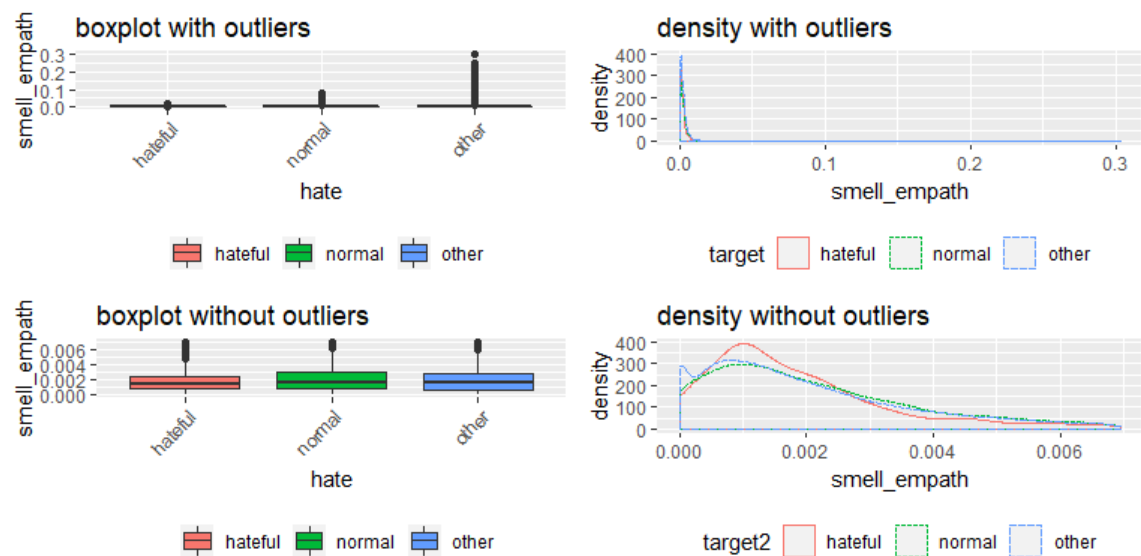 boxplot with outliers
smell_empath
0.3
0.2
0.1
0.0
hateful
normal
other
hate
hateful normal other
density with outliers
density
400
300
200
100
0
0.0 0.1 0.2 0.3
smell_empath
target hateful normal other
boxplot without outliers
smell_empath
0.006
0.004
0.002
0.000
hateful
normal
other
hate
hateful normal other
density without outliers
density
400
300
200
100
0
0.000 0.002 0.004 0.006
smell_empath
target2 hateful normal other